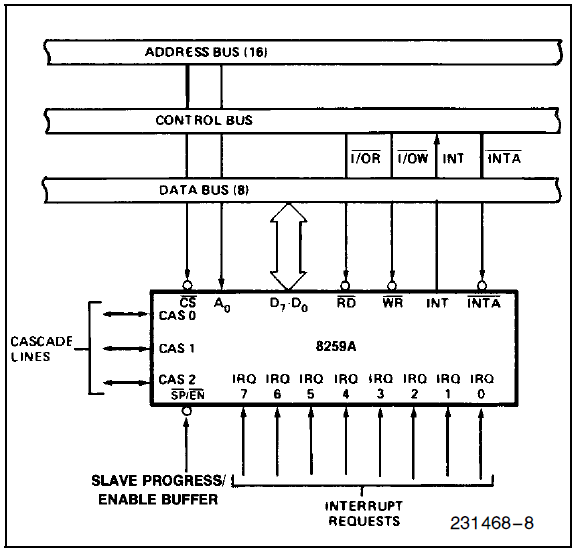 ADDRESS BUS (16)
CONTROL BUS
I/OR I/OW INT INTA
DATA BUS (8)
CS A0 D7-D0 RD WR INT INTA
CAS 0
CASCADE
LINES
CAS 1
8259A
CAS 2
SP/EN
IRQ IRQ IRQ IRQ IRQ IRQ IRQ IRQ
7 6 5 4 3 2 1 0
SLAVE PROGRESS/
ENABLE BUFFER
INTERRUPT
REQUESTS
231468-8